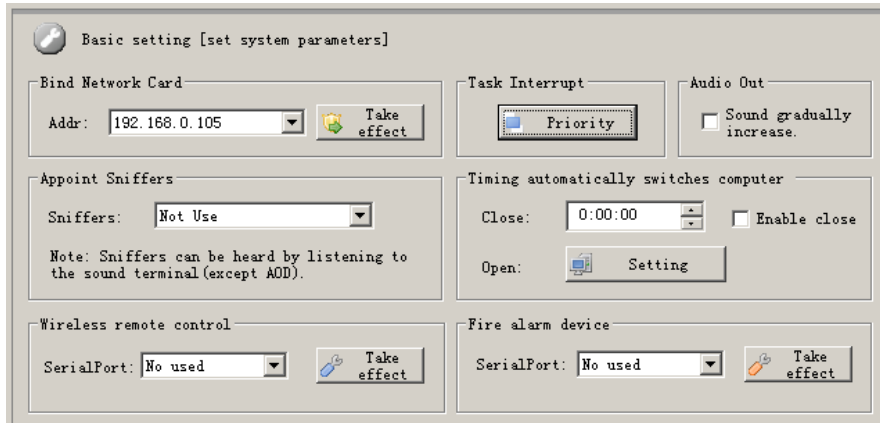 Basic setting [set system parameters]
Bind Network Card
Addr: 192.168.0.105
Take
effect
Task Interrupt
Priority
Audio Out
Sound gradually
increase.
Appoint Sniffers
Sniffers: Not Use
Note: Sniffers can be heard by listening to
the sound terminal(except AOD).
Timing automatically switches computer
Close: 0:00:00
Enable close
Open: Setting
Wireless remote control
SerialPort: No used
Take
effect
Fire alarm device
SerialPort: No used
Take
effect